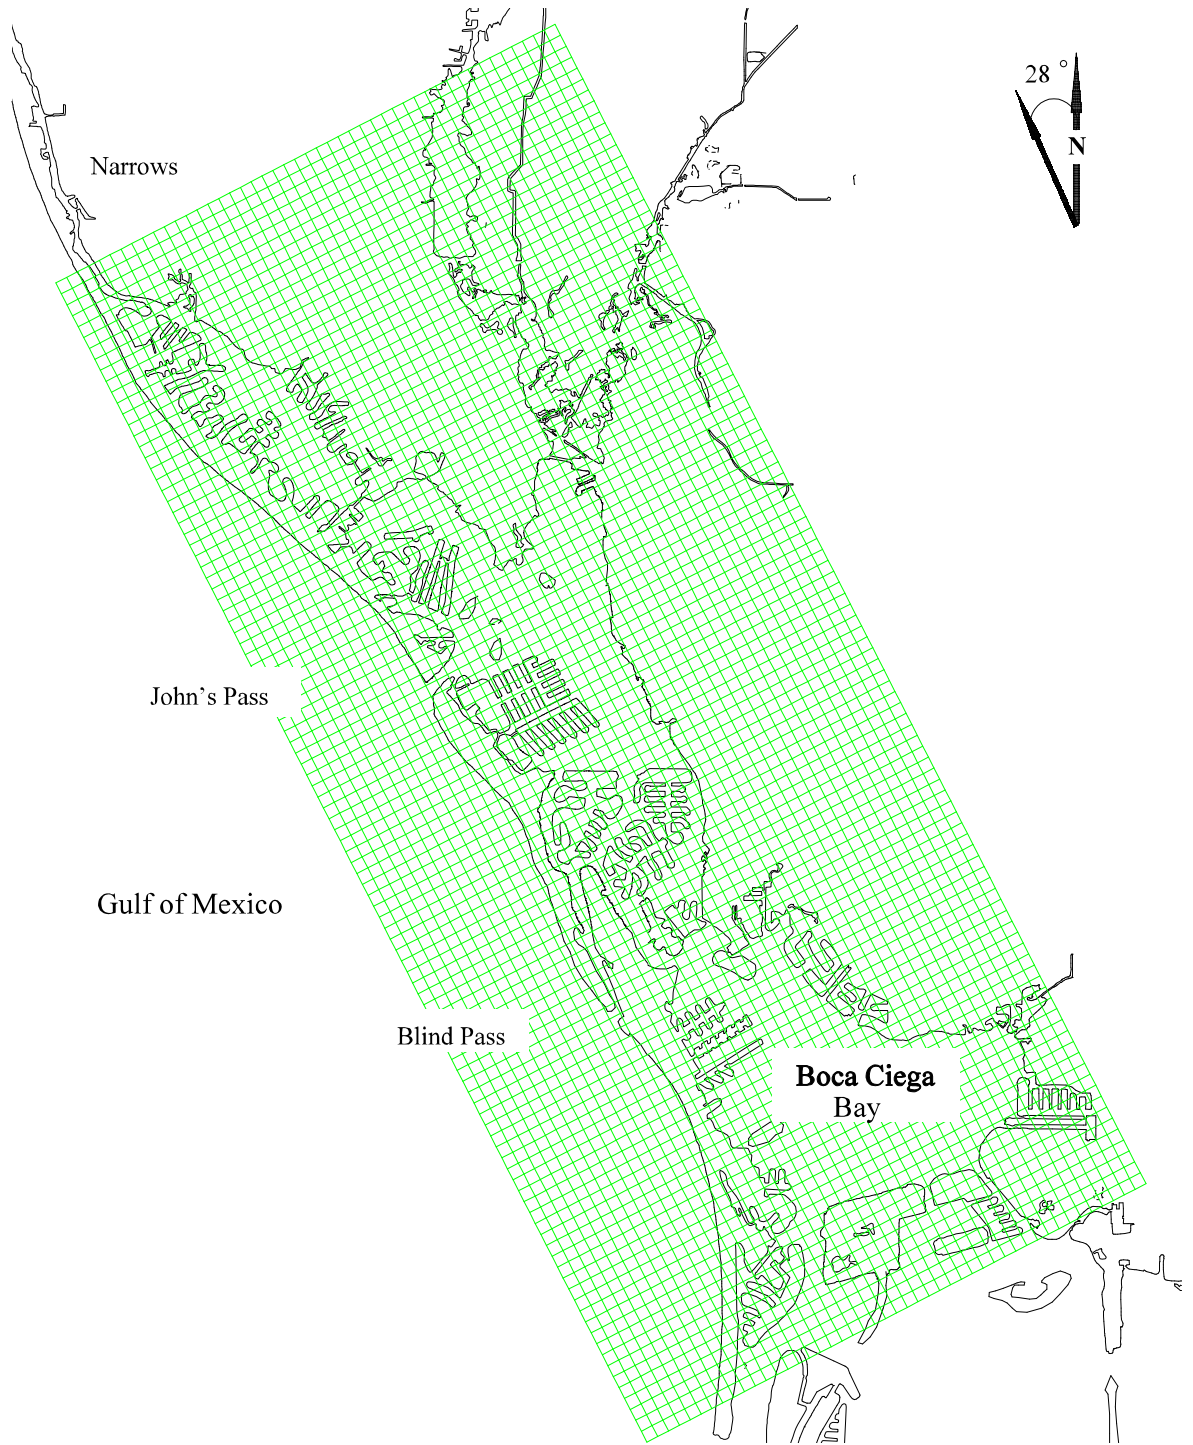 28 °
N
Narrows
John's Pass
Gulf of Mexico
Blind Pass
Boca Ciega
Bay